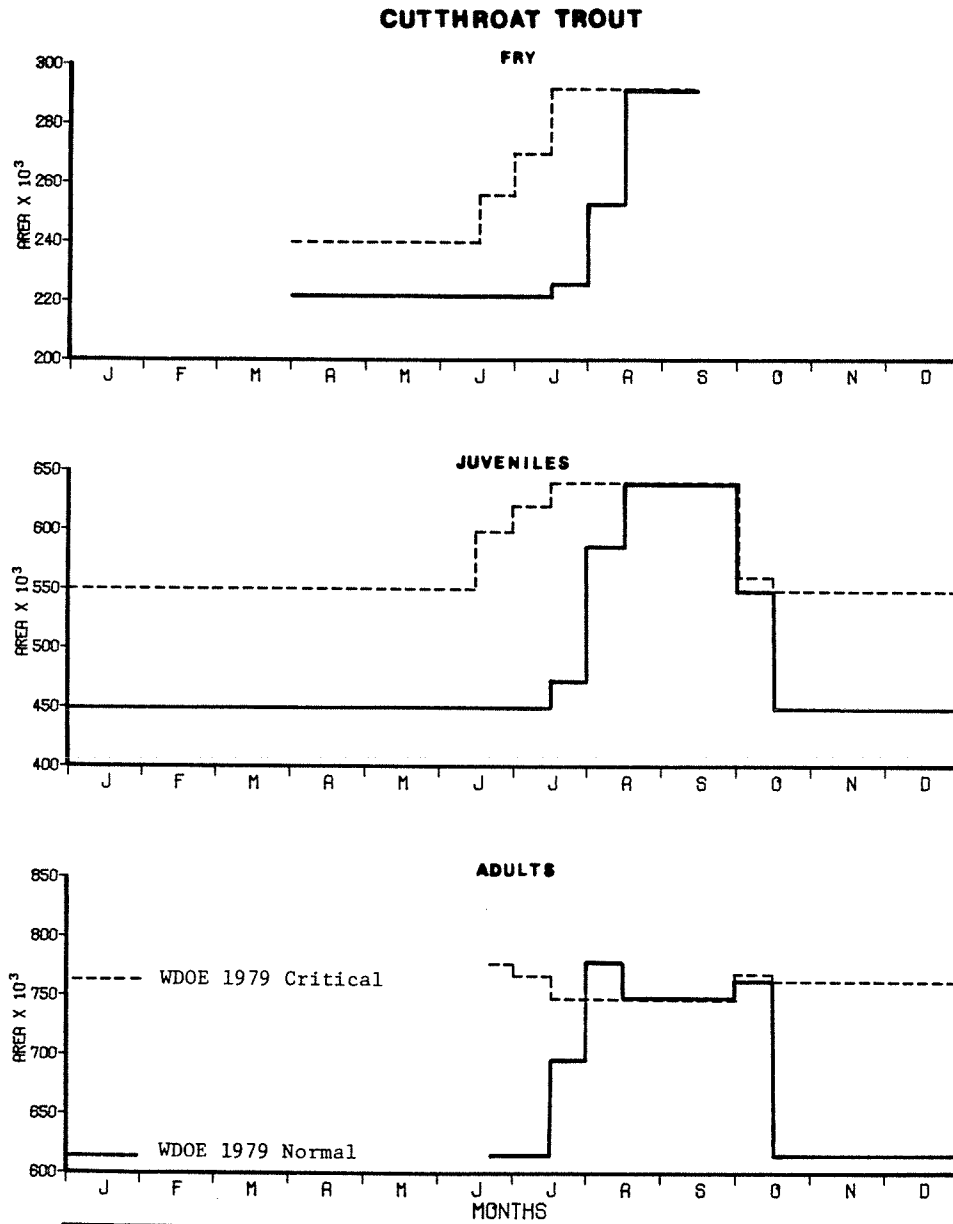 CUTTHROAT TROUT
FRY
AREA X 10³
300
280
260
240
220
200
J F M A M J J A S O N D
JUVENILES
AREA X 10³
650
600
550
500
450
400
J F M A M J J A S O N D
ADULTS
AREA X 10³
850
800
750
700
650
600
WDOE 1979 Critical
WDOE 1979 Normal
J F M A M J J A S O N D
MONTHS